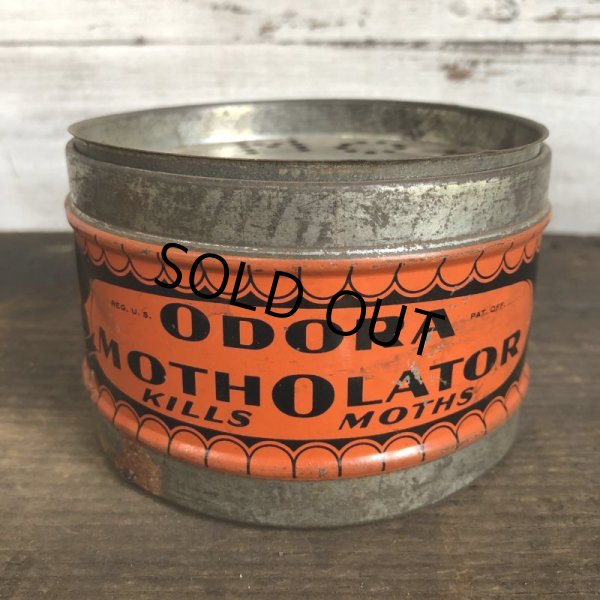 REG. U. S. PAT. OFF.
ODORA
MOTHOLATOR
KILLS MOTHS
SOLD OUT